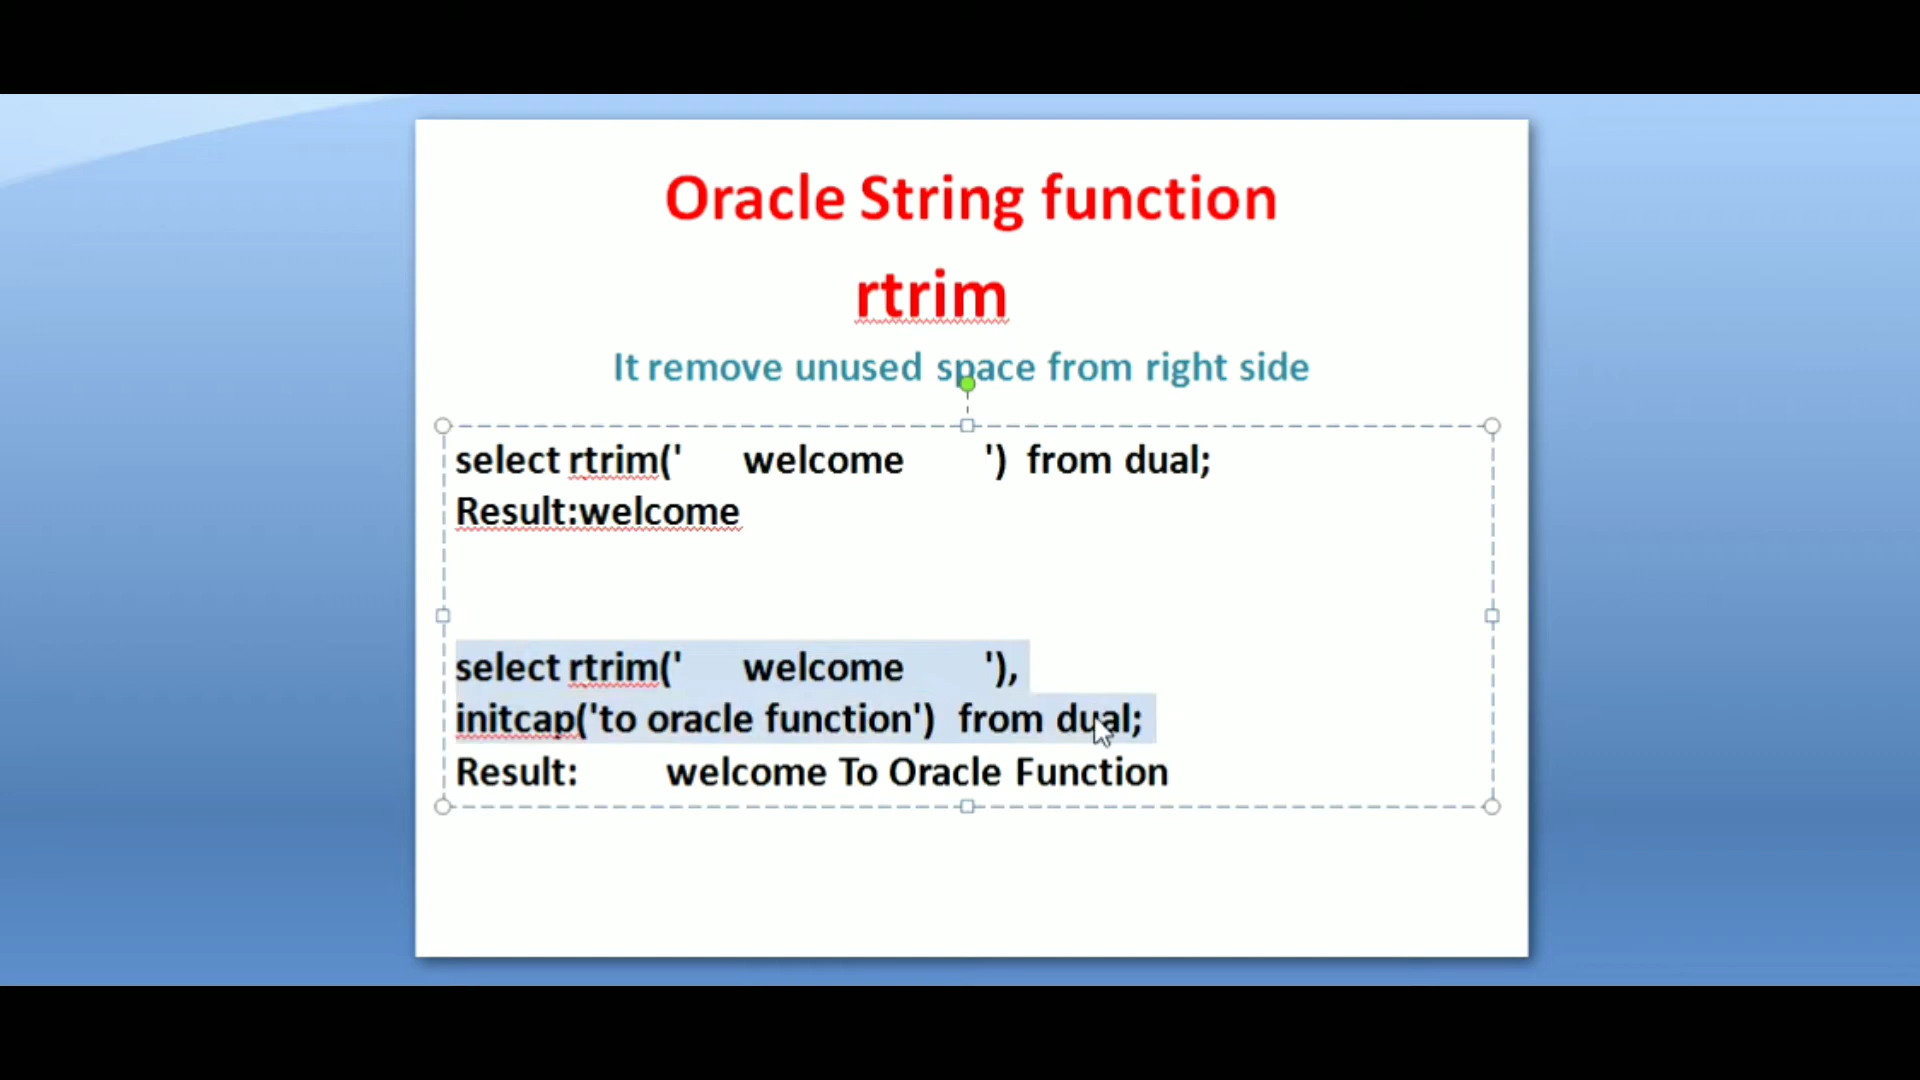 Oracle String function
rtrim
It remove unused space from right side
select rtrim('      welcome        ')  from dual;
Result:welcome
select rtrim('      welcome        '),
initcap('to oracle function')  from dual;
Result:         welcome To Oracle Function